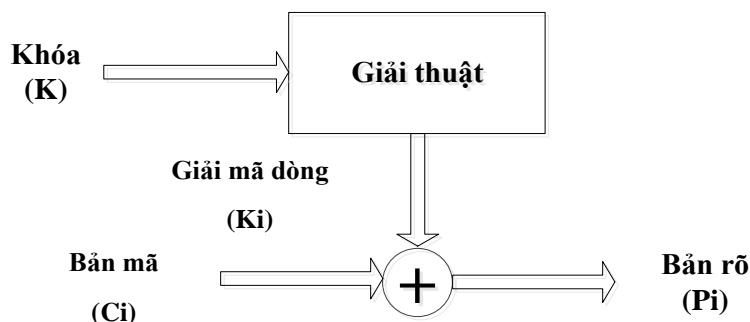 Khóa
(K)
Giải thuật
Giải mã dòng
(Ki)
Bản mã
(Ci)
+
Bản rõ
(Pi)